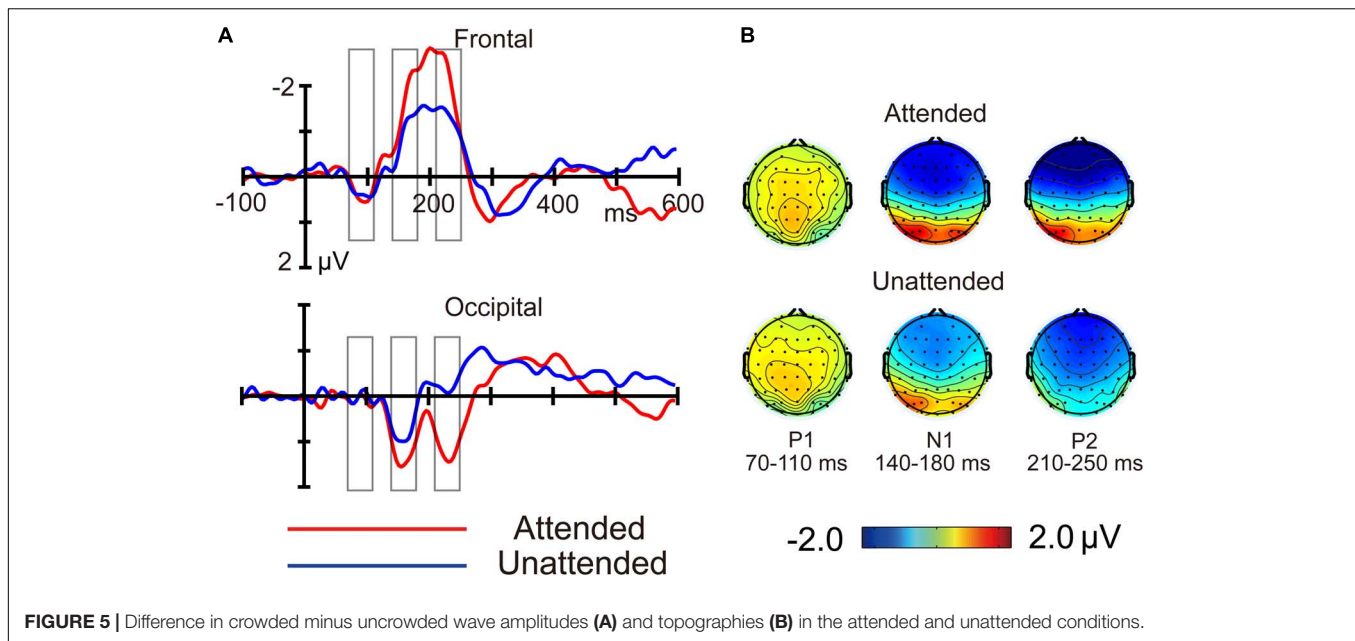 A
B
Frontal
-2
-100
200
400
ms
600
2
µV
Occipital
Attended
Unattended
Attended
Unattended
P1
N1
P2
70-110 ms
140-180 ms
210-250 ms
-2.0
2.0 µV
FIGURE 5 | Difference in crowded minus uncrowded wave amplitudes (A) and topographies (B) in the attended and unattended conditions.